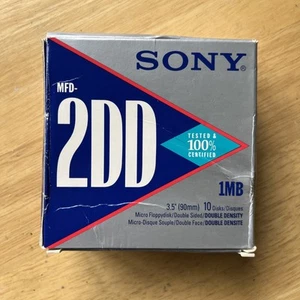 SONY®
MFD-
2DD
TESTED &
100%
CERTIFIED
1MB
3.5" (90mm) 10 Disks/Disques
Micro Floppydisk/Double Sided/DOUBLE DENSITY
Micro-Disque Souple/Double Face/DOUBLE DENSITE